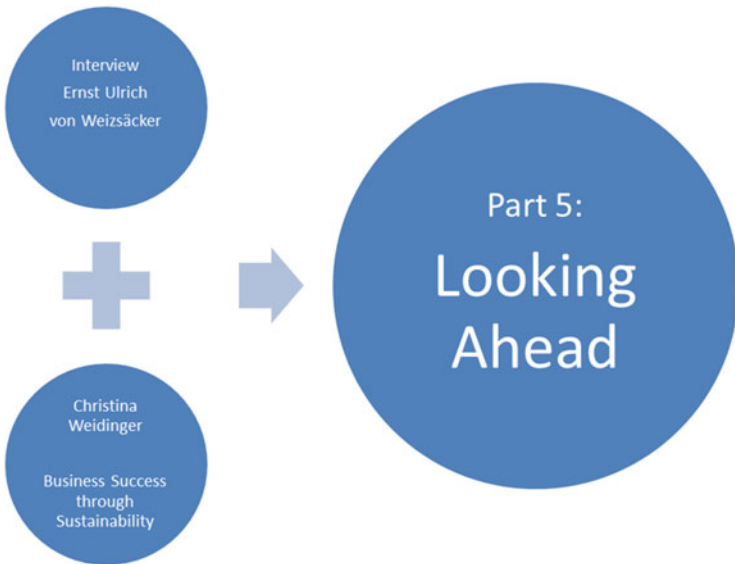 Interview
Ernst Ulrich
von Weizsäcker
Christina
Weidinger
Business Success
through
Sustainability
Part 5:
Looking
Ahead